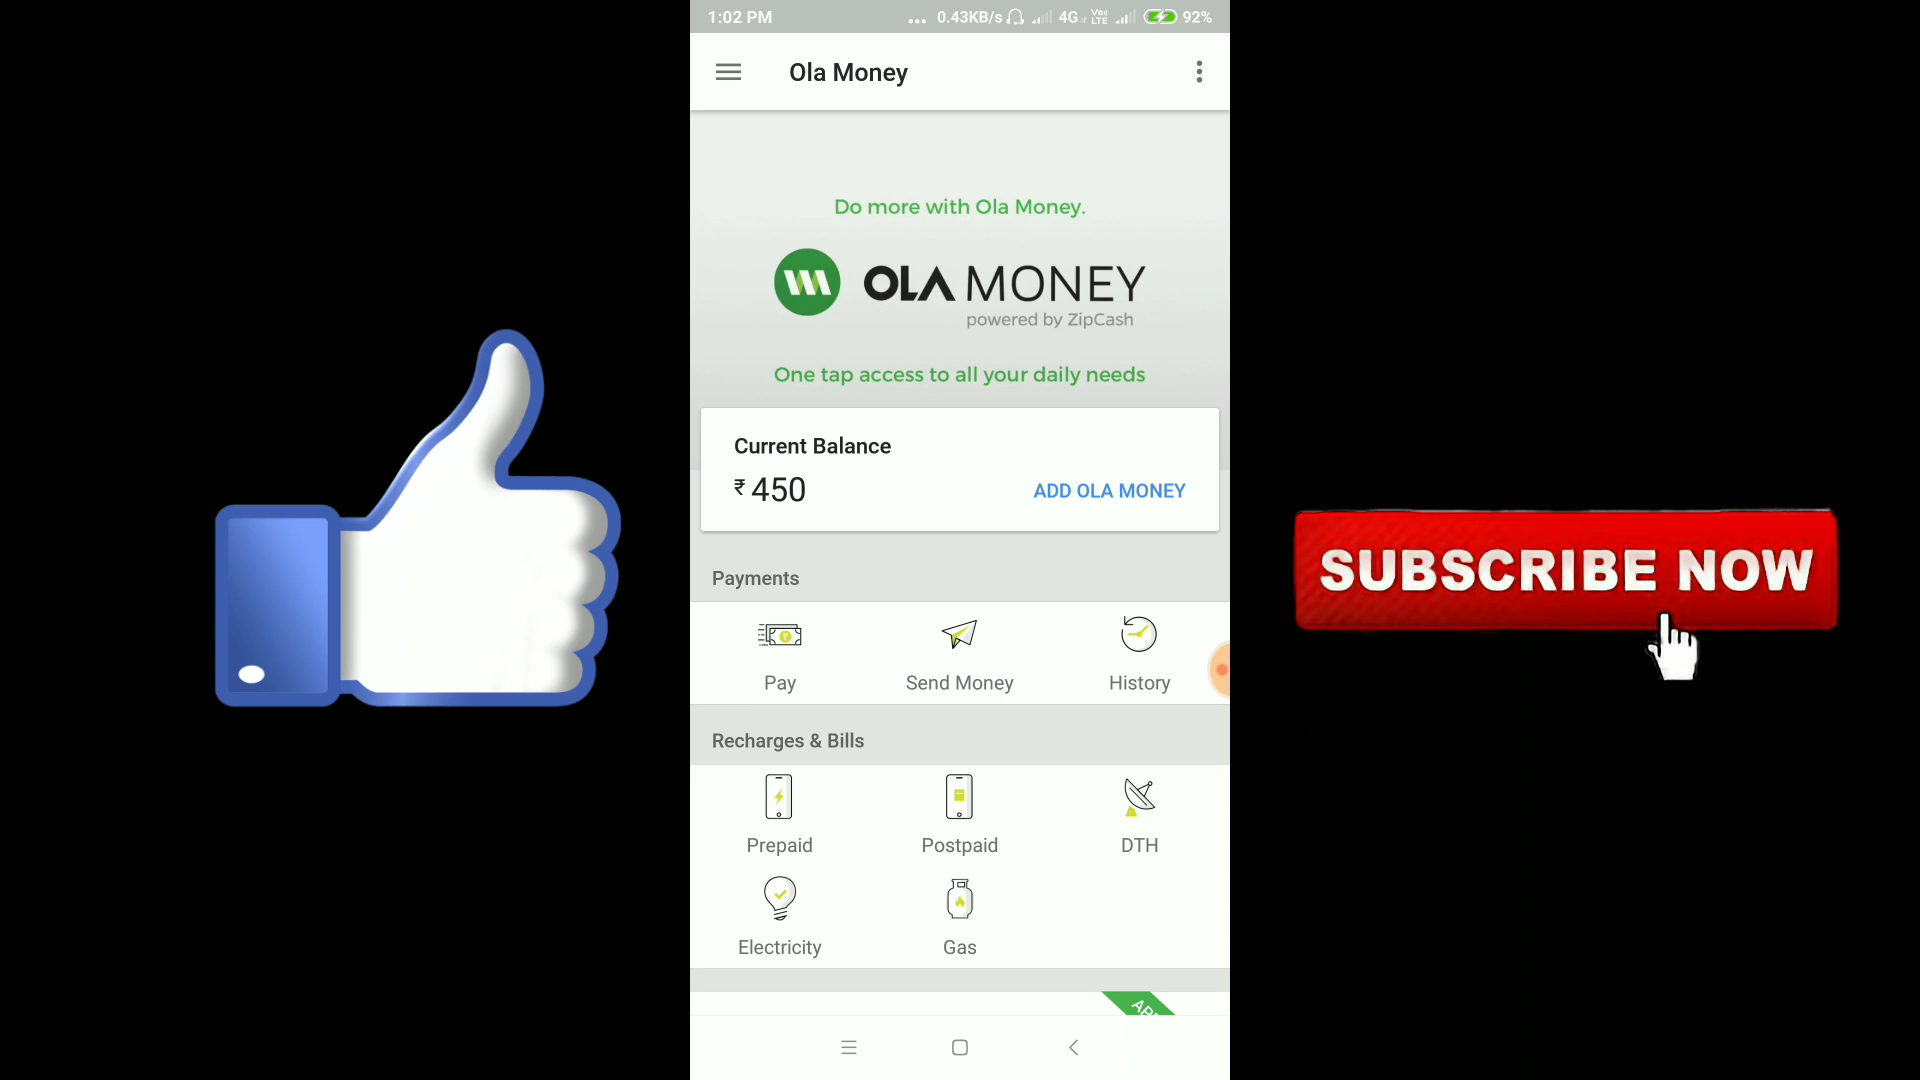 1:02 PM
... 0.43KB/s 4G VoLTE 92%
Ola Money
Do more with Ola Money.
OLA MONEY
powered by ZipCash
One tap access to all your daily needs
Current Balance
₹ 450
ADD OLA MONEY
Payments
Pay
Send Money
History
Recharges & Bills
Prepaid
Postpaid
DTH
Electricity
Gas
SUBSCRIBE NOW